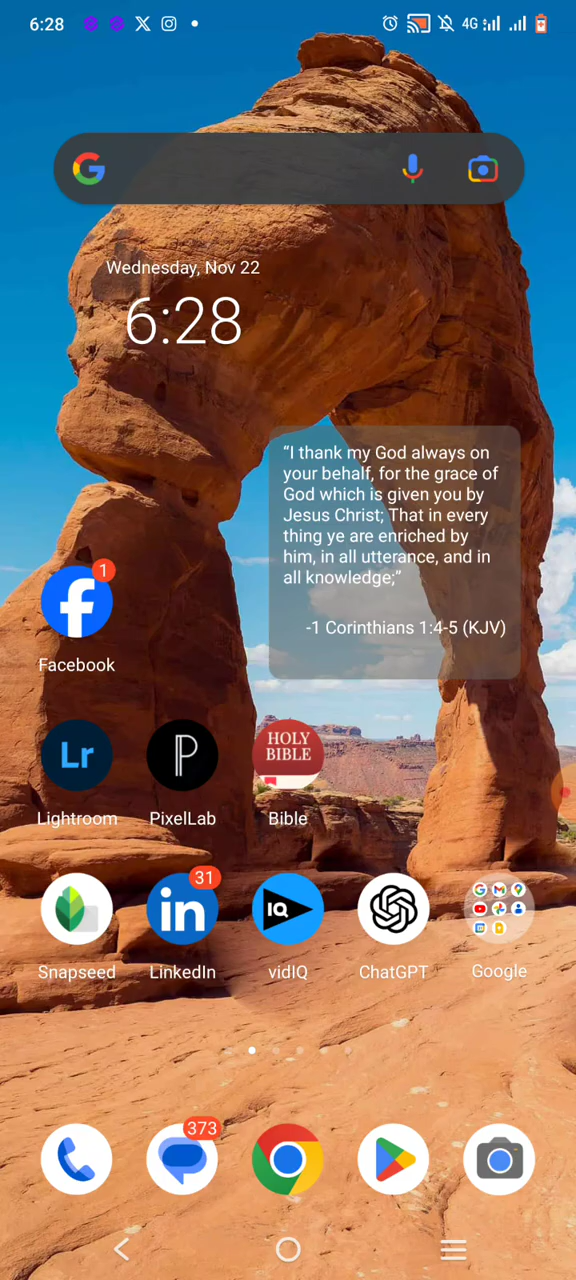 6:28
4G
Wednesday, Nov 22
6:28
“I thank my God always on
your behalf, for the grace of
God which is given you by
Jesus Christ; That in every
thing ye are enriched by
him, in all utterance, and in
all knowledge;”
-1 Corinthians 1:4-5 (KJV)
1
Facebook
Lr
HOLY
BIBLE
Lightroom PixelLab Bible
31
in IQ
Snapseed LinkedIn vidIQ ChatGPT Google
373